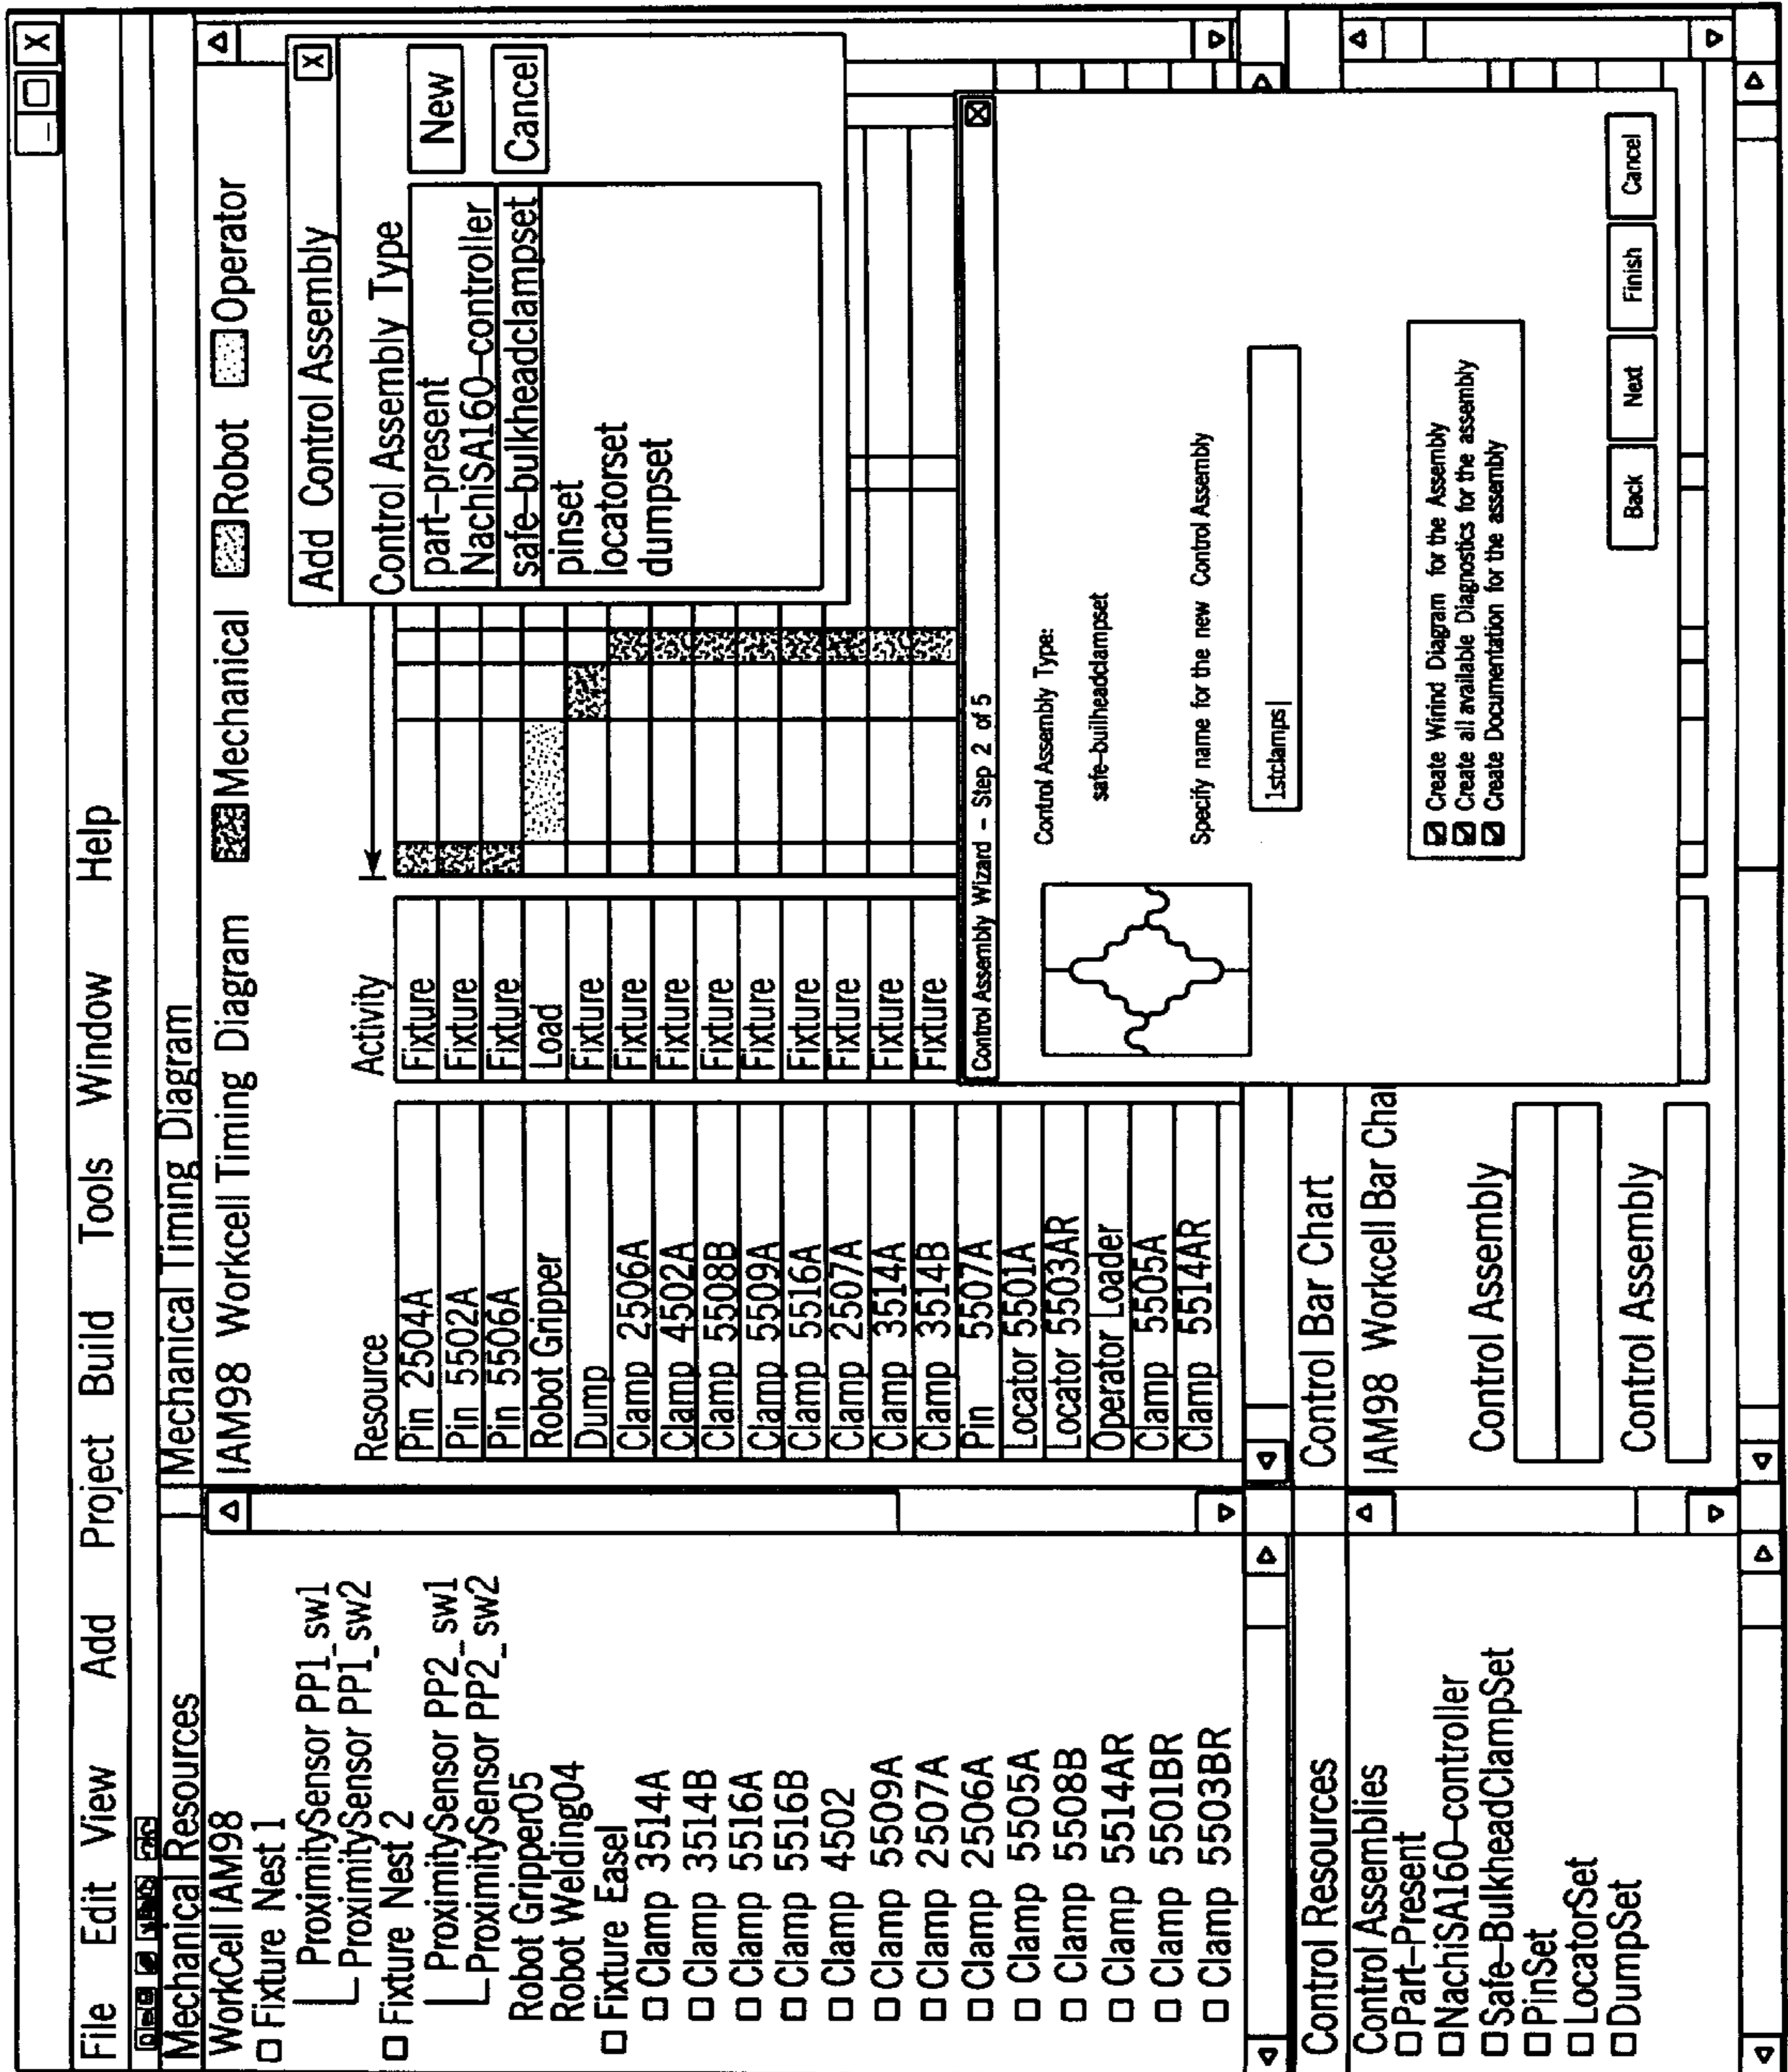 _ X
File Edit View Add Project Build Tools Window Help
Mechanical Resources
WorkCell IAM98
Fixture Nest 1
ProximitySensor PP1_sw1
ProximitySensor PP1_sw2
Fixture Nest 2
ProximitySensor PP2_sw1
ProximitySensor PP2_sw2
Robot Gripper05
Robot Welding04
Fixture Easel
Clamp 3514A
Clamp 3514B
Clamp 5516A
Clamp 5516B
Clamp 4502
Clamp 5509A
Clamp 2507A
Clamp 2506A
Clamp 5505A
Clamp 5508B
Clamp 5514AR
Clamp 5501BR
Clamp 5503BR
Mechanical Timing Diagram
IAM98 Workcell Timing Diagram Mechanical Robot Operator
Resource Activity
Pin 2504A Fixture
Pin 5502A Fixture
Pin 5506A Fixture
Robot Gripper Load
Dump Fixture
Clamp 2506A Fixture
Clamp 4502A Fixture
Clamp 5508B Fixture
Clamp 5509A Fixture
Clamp 5516A Fixture
Clamp 2507A Fixture
Clamp 3514A Fixture
Clamp 3514B Fixture
Pin 5507A
Locator 5501A
Locator 5503AR
Operator Loader
Clamp 5505A
Clamp 5514AR
Add Control Assembly X
Control Assembly Type
part-present New
NachiSA160-controller
safe-bulkheadclampset Cancel
pinset
locatorset
dumpset
Control Assembly Wizard - Step 2 of 5
Control Assembly Type:
safe-builheadclampset
Specify name for the new Control Assembly
1stclamps
Create Wirind Diagram for the Assembly
Create all available Diagnostics for the assembly
Create Documentation for the assembly
Back Next Finish Cancel
Control Resources
Control Assemblies
Part-Present
NachiSA160-controller
Safe-BulkheadClampSet
PinSet
LocatorSet
DumpSet
Control Bar Chart
IAM98 Workcell Bar Cha
Control Assembly
Control Assembly